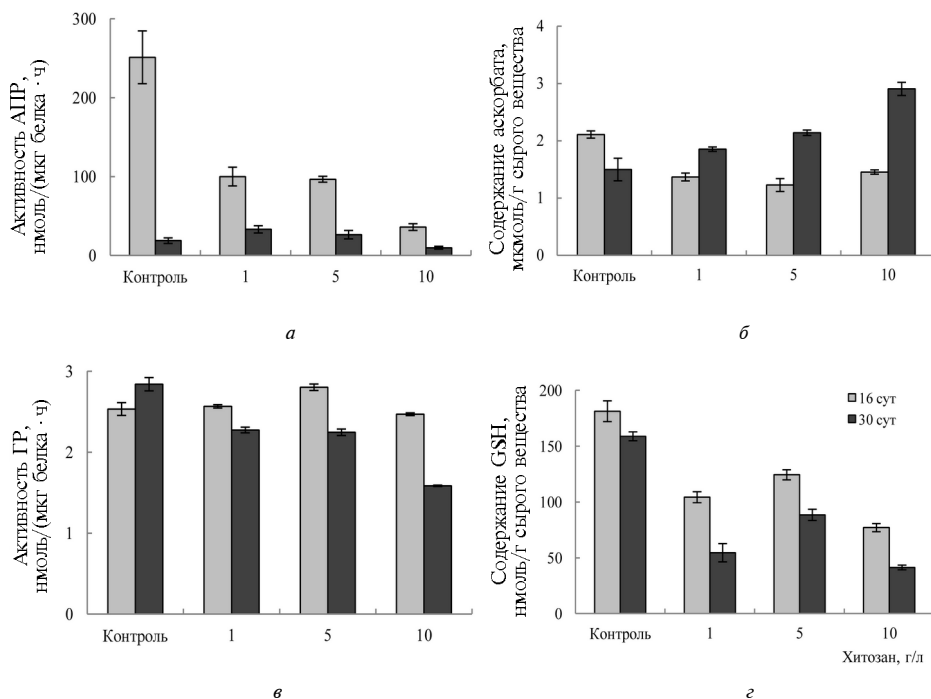 Активность АПР,
нмоль/(мкг белка · ч)
300
200
100
0
Контроль 1 5 10
а
Содержание аскорбата,
мкмоль/г сырого вещества
4
3
2
1
0
Контроль 1 5 10
б
Активность ГР,
нмоль/(мкг белка · ч)
3
2
1
0
Контроль 1 5 10
в
Содержание GSH,
нмоль/г сырого вещества
200
150
100
50
0
16 сут
30 сут
Контроль 1 5 10
Хитозан, г/л
г